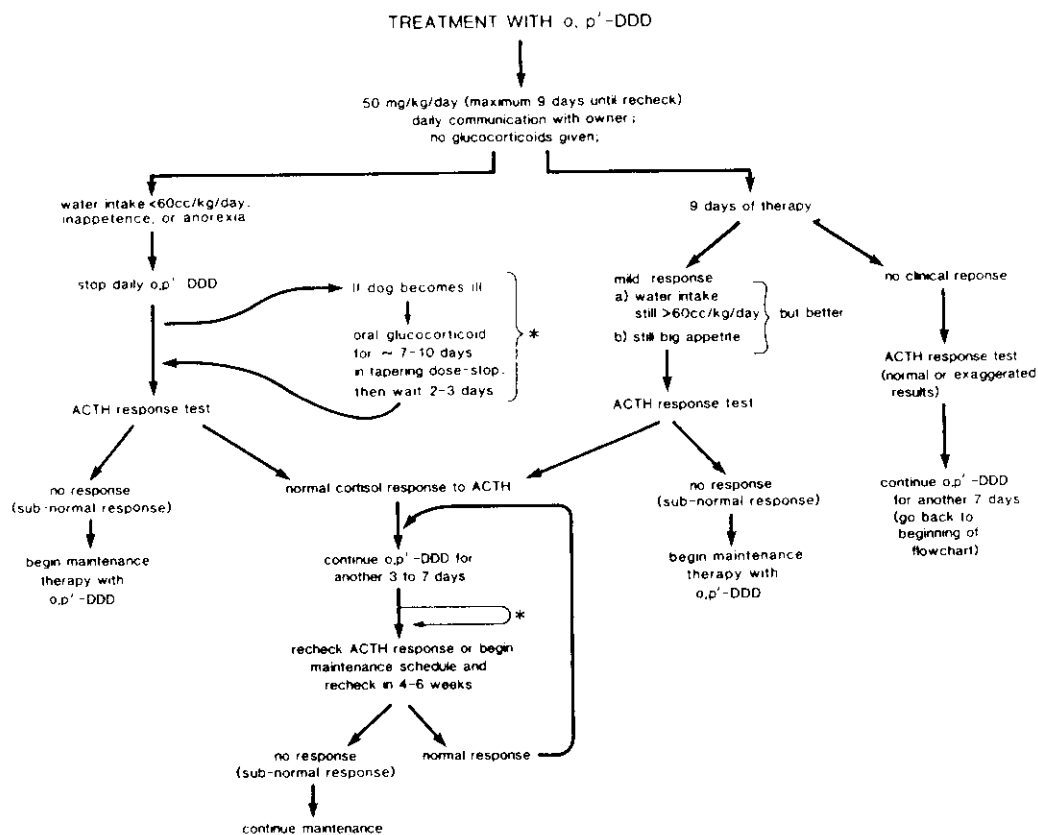 TREATMENT WITH o, p′-DDD
50 mg/kg/day (maximum 9 days until recheck)
daily communication with owner;
no glucocorticoids given;
water intake <60cc/kg/day.
inappetence, or anorexia
9 days of therapy
stop daily o,p′ DDD
If dog becomes ill
oral glucocorticoid
for ~ 7-10 days
in tapering dose-stop.
then wait 2-3 days
*
mild response
a) water intake
still >60cc/kg/day
b) still big appetite
but better
no clinical reponse
ACTH response test
(normal or exaggerated
results)
ACTH response test
ACTH response test
no response
(sub-normal response)
normal cortisol response to ACTH
no response
(sub-normal response)
continue o,p′-DDD
for another 7 days
(go back to
beginning of
flowchart)
begin maintenance
therapy with
o,p′-DDD
continue o,p′-DDD for
another 3 to 7 days
begin maintenance
therapy with
o,p′-DDD
*
recheck ACTH response or begin
maintenance schedule and
recheck in 4-6 weeks
no response
(sub-normal response)
normal response
continue maintenance